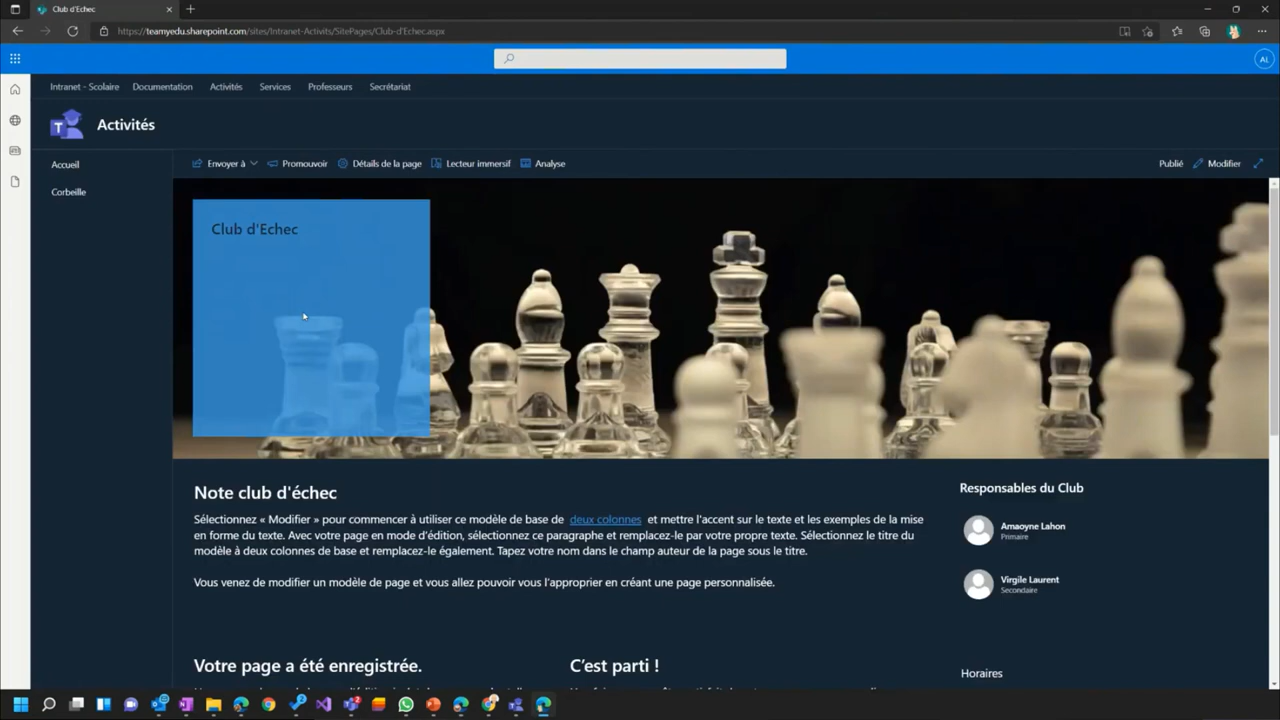 Club d'Echec
https://teamyedu.sharepoint.com/sites/Intranet-Activits/SitePages/Club-d'Echec.aspx
AL
Intranet - Scolaire Documentation Activités Services Professeurs Secrétariat
T
Activités
Accueil
Corbeille
Envoyer à Promouvoir Détails de la page Lecteur immersif Analyse
Publié Modifier
Club d'Echec
Note club d'échec
Sélectionnez « Modifier » pour commencer à utiliser ce modèle de base de deux colonnes et mettre l'accent sur le texte et les exemples de la mise
en forme du texte. Avec votre page en mode d'édition, sélectionnez ce paragraphe et remplacez-le par votre propre texte. Sélectionnez le titre du
modèle à deux colonnes de base et remplacez-le également. Tapez votre nom dans le champ auteur de la page sous le titre.
Vous venez de modifier un modèle de page et vous allez pouvoir vous l'approprier en créant une page personnalisée.
Responsables du Club
Amaoyne Lahon
Primaire
Virgile Laurent
Secondaire
Votre page a été enregistrée.
C'est parti !
Horaires